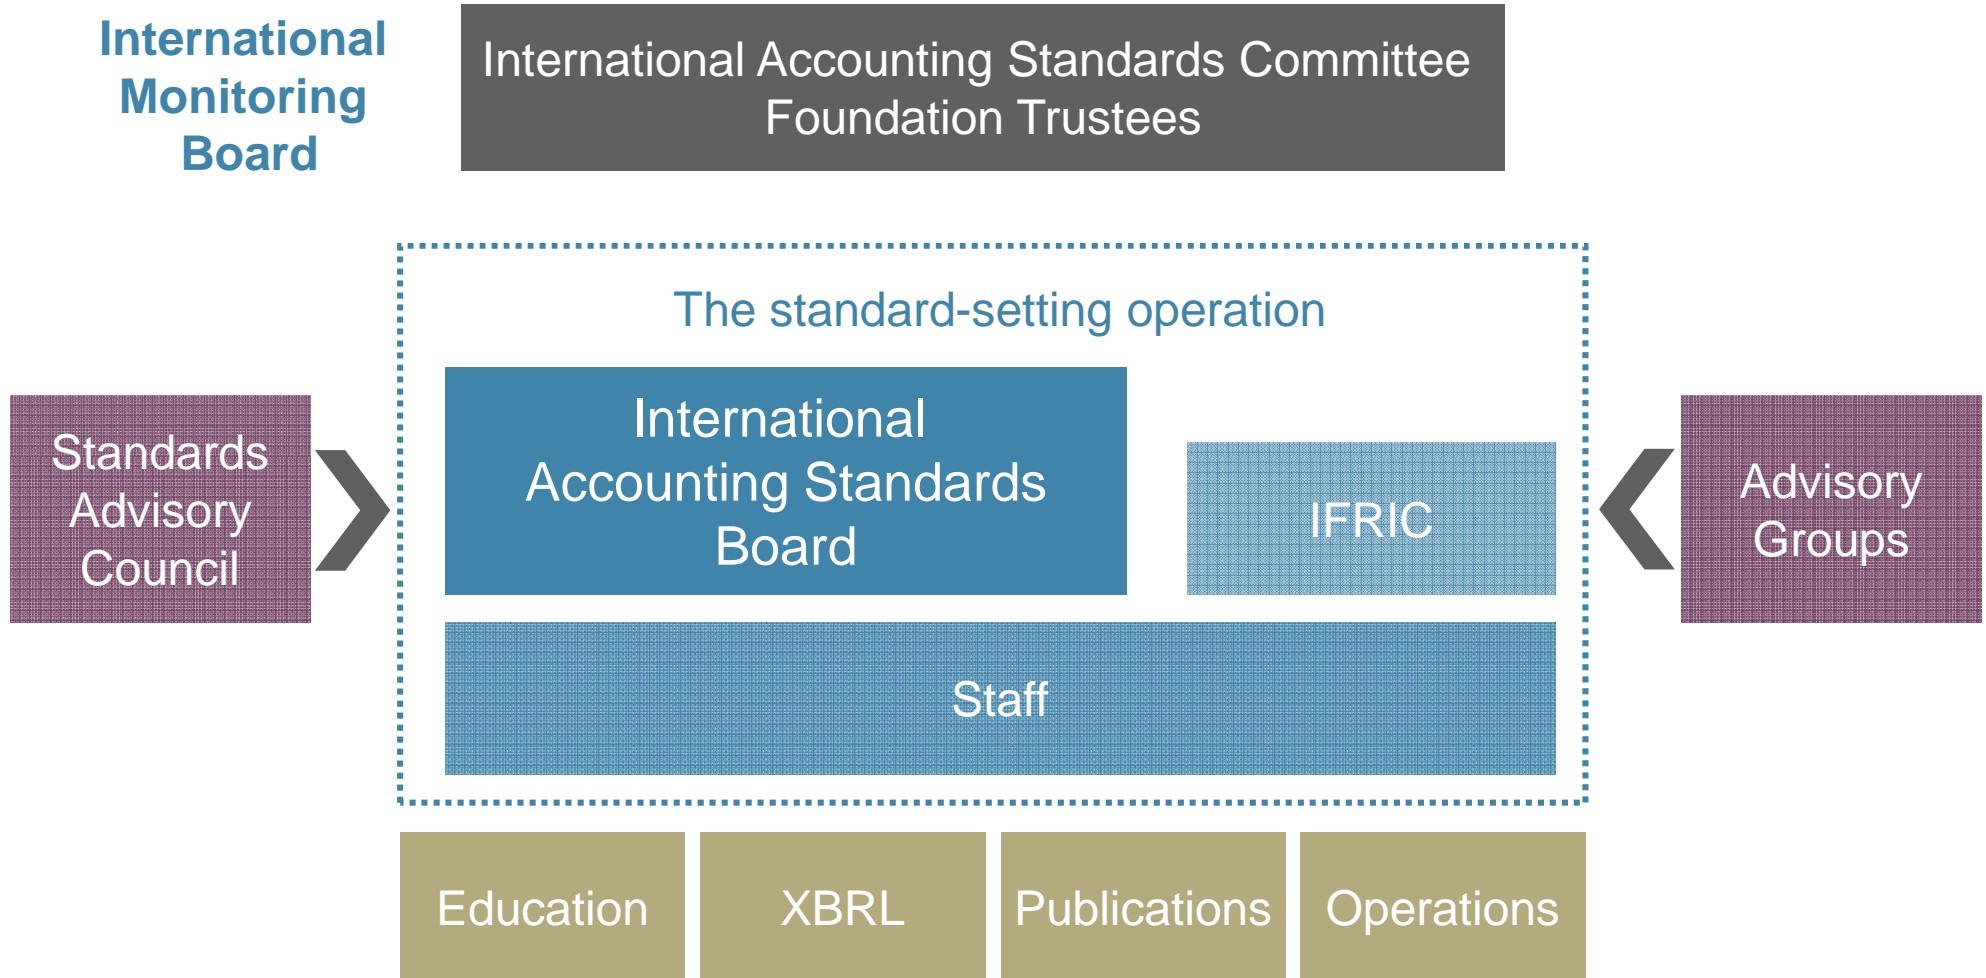 International
Monitoring
Board
International Accounting Standards Committee
Foundation Trustees
The standard-setting operation
Standards
Advisory
Council
International
Accounting Standards
Board
IFRIC
Advisory
Groups
Staff
Education
XBRL
Publications
Operations